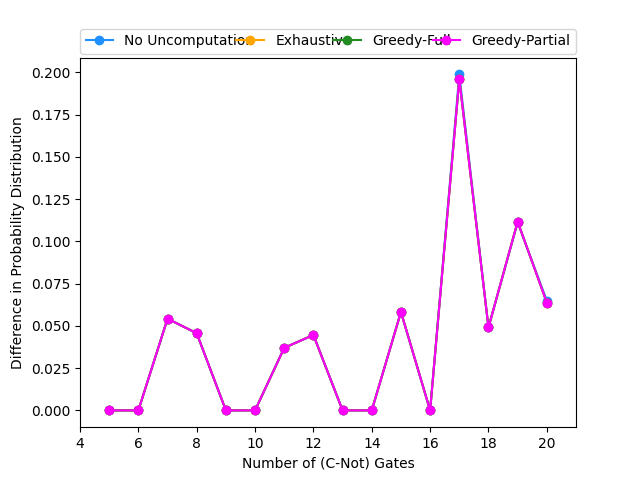 No Uncomputation Exhaustive Greedy-Full Greedy-Partial
0.200
0.175
0.150
0.125
0.100
0.075
0.050
0.025
0.000
Difference in Probability Distribution
4 6 8 10 12 14 16 18 20
Number of (C-Not) Gates